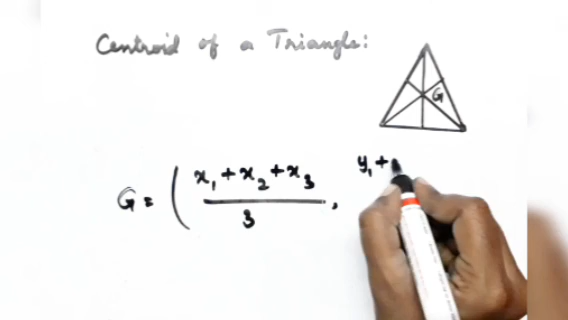 Centroid of a Triangle:
G
G = ( x₁ + x₂ + x₃ / 3 , y₁ +